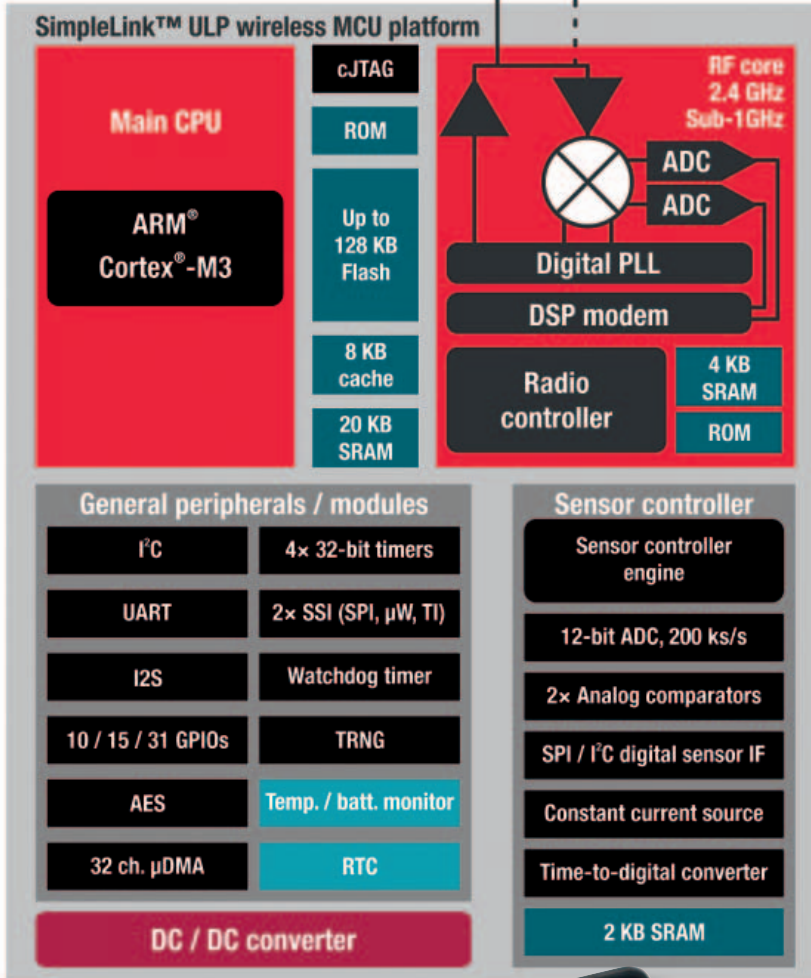 SimpleLink™ ULP wireless MCU platform
Main CPU
ARM®
Cortex®-M3
cJTAG
ROM
Up to
128 KB
Flash
8 KB
cache
20 KB
SRAM
RF core
2.4 GHz
Sub-1GHz
ADC
ADC
Digital PLL
DSP modem
Radio
controller
4 KB
SRAM
ROM
General peripherals / modules
I²C
4× 32-bit timers
UART
2× SSI (SPI, µW, TI)
I2S
Watchdog timer
10 / 15 / 31 GPIOs
TRNG
AES
Temp. / batt. monitor
32 ch. µDMA
RTC
DC / DC converter
Sensor controller
Sensor controller
engine
12-bit ADC, 200 ks/s
2× Analog comparators
SPI / I²C digital sensor IF
Constant current source
Time-to-digital converter
2 KB SRAM